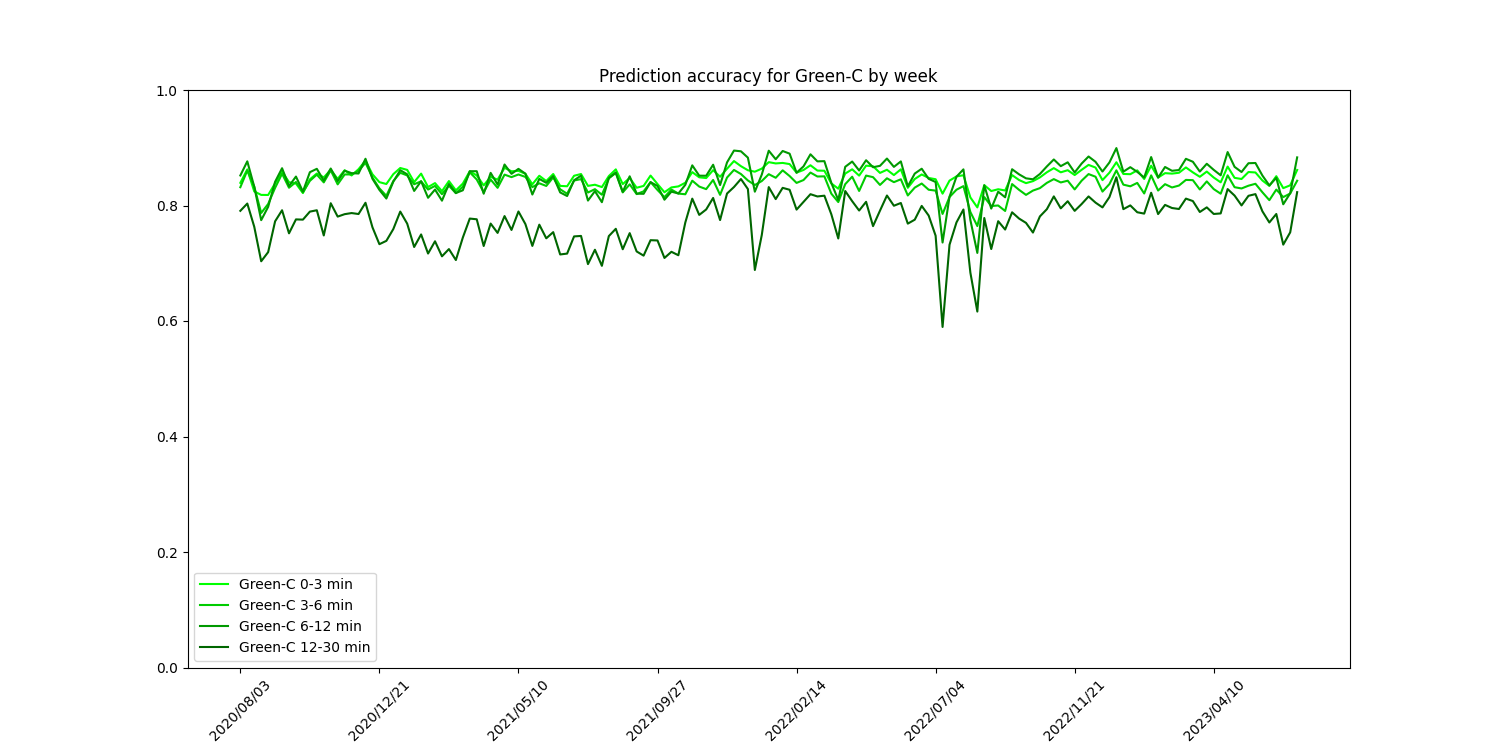 Prediction accuracy for Green-C by week
1.0
0.8
0.6
0.4
0.2
0.0
Green-C 0-3 min
Green-C 3-6 min
Green-C 6-12 min
Green-C 12-30 min
2020/08/03
2020/12/21
2021/05/10
2021/09/27
2022/02/14
2022/07/04
2022/11/21
2023/04/10